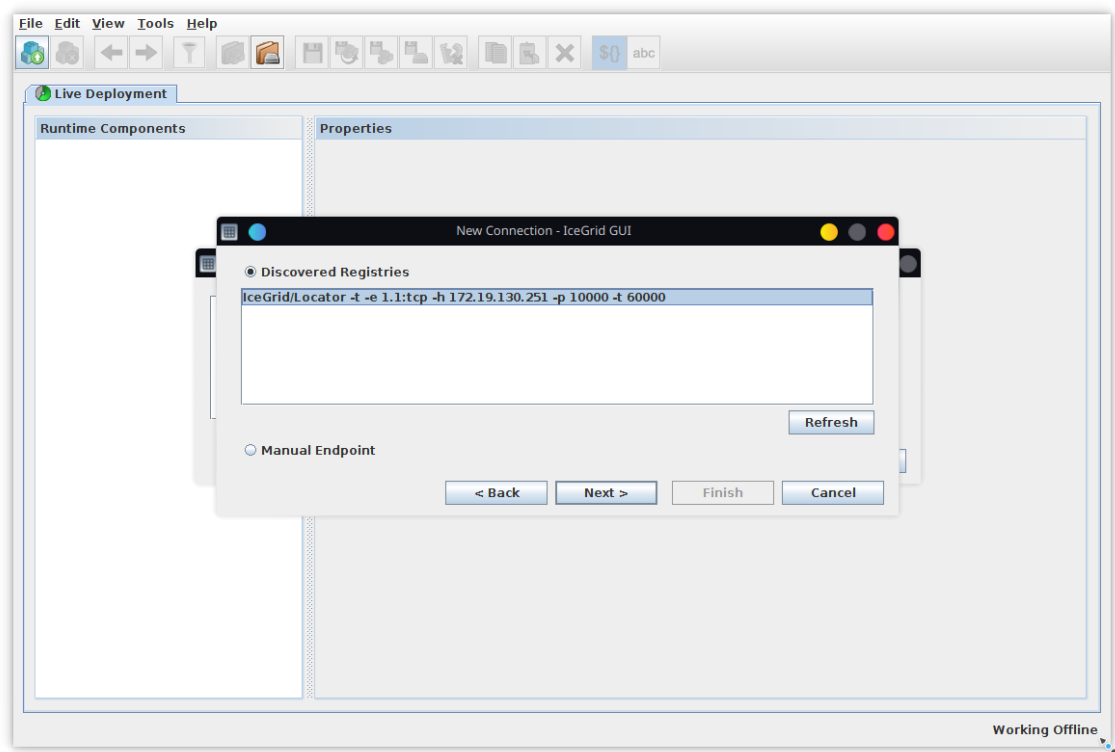 File Edit View Tools Help
${} abc
Live Deployment
Runtime Components
Properties
New Connection - IceGrid GUI
Discovered Registries
IceGrid/Locator -t -e 1.1:tcp -h 172.19.130.251 -p 10000 -t 60000
Refresh
Manual Endpoint
< Back Next > Finish Cancel
Working Offline